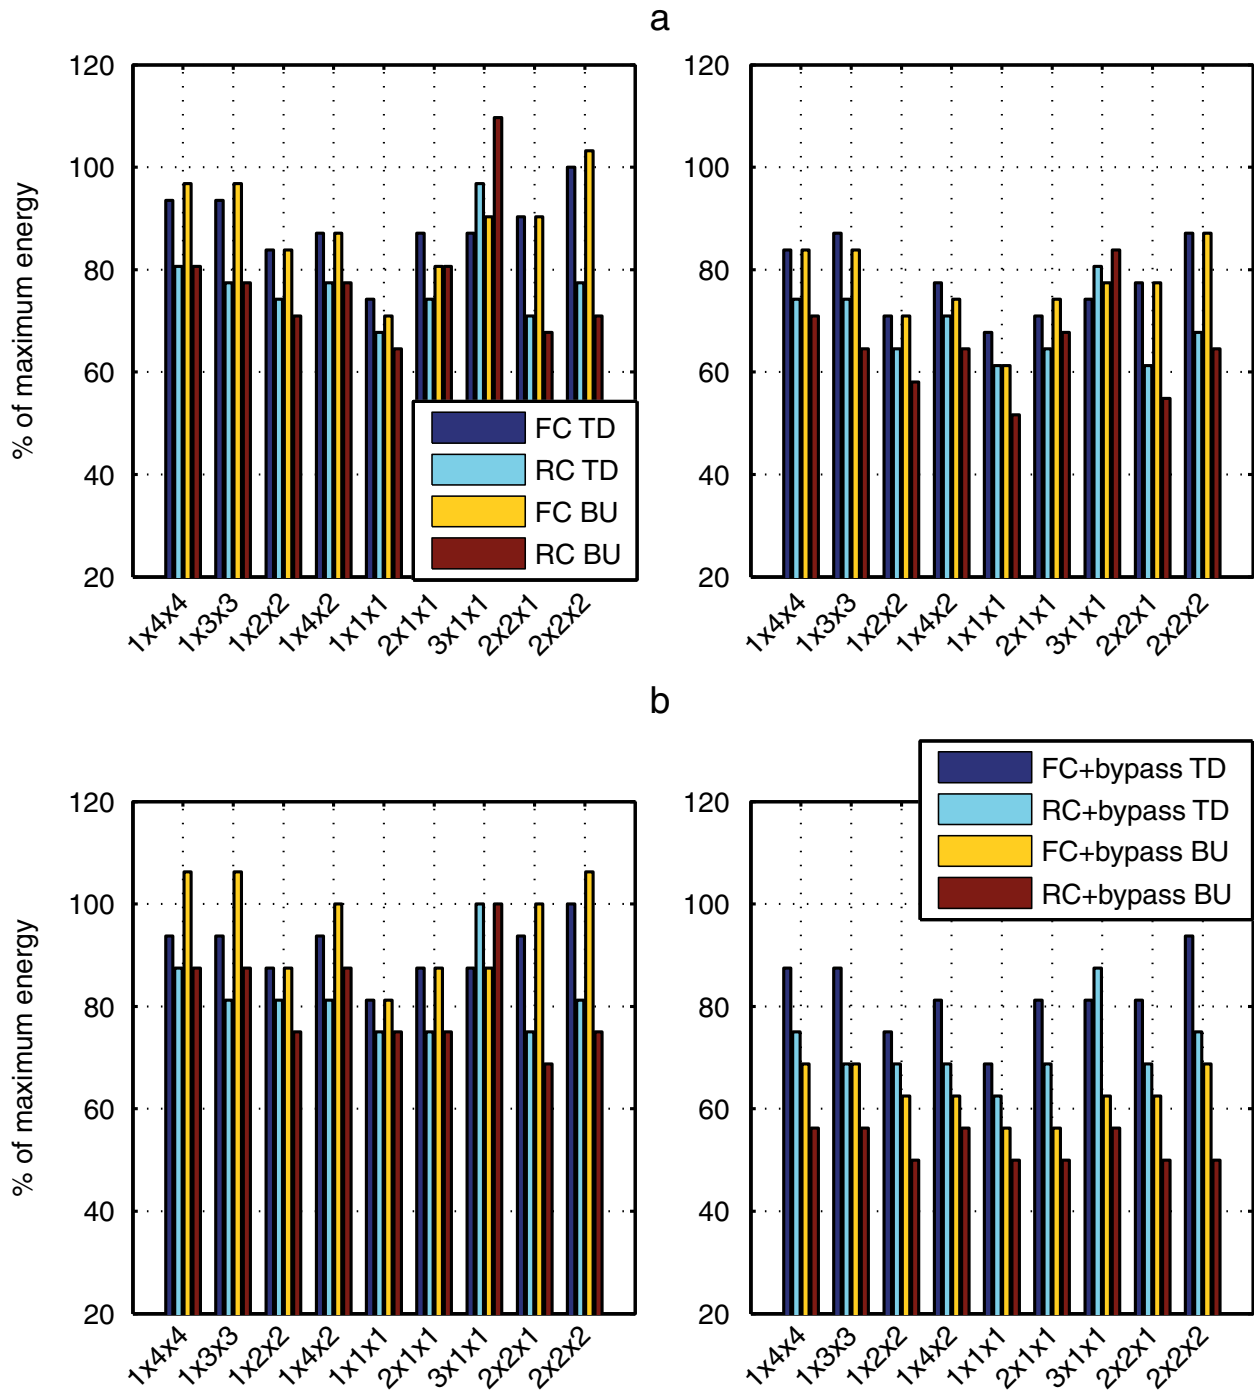 a
% of maximum energy
120
100
80
60
40
20
FC TD
RC TD
FC BU
RC BU
1x4x4
1x3x3
1x2x2
1x4x2
1x1x1
2x1x1
3x1x1
2x2x1
2x2x2
120
100
80
60
40
20
1x4x4
1x3x3
1x2x2
1x4x2
1x1x1
2x1x1
3x1x1
2x2x1
2x2x2
b
% of maximum energy
120
100
80
60
40
20
1x4x4
1x3x3
1x2x2
1x4x2
1x1x1
2x1x1
3x1x1
2x2x1
2x2x2
FC+bypass TD
RC+bypass TD
FC+bypass BU
RC+bypass BU
120
100
80
60
40
20
1x4x4
1x3x3
1x2x2
1x4x2
1x1x1
2x1x1
3x1x1
2x2x1
2x2x2